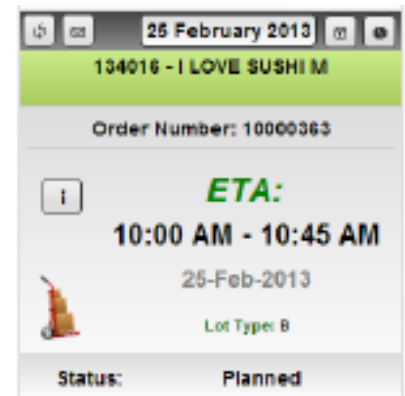 25 February 2013
134016 - I LOVE SUSHI M
Order Number: 10000363
i
ETA:
10:00 AM - 10:45 AM
25-Feb-2013
Lot Type: B
Status: Planned